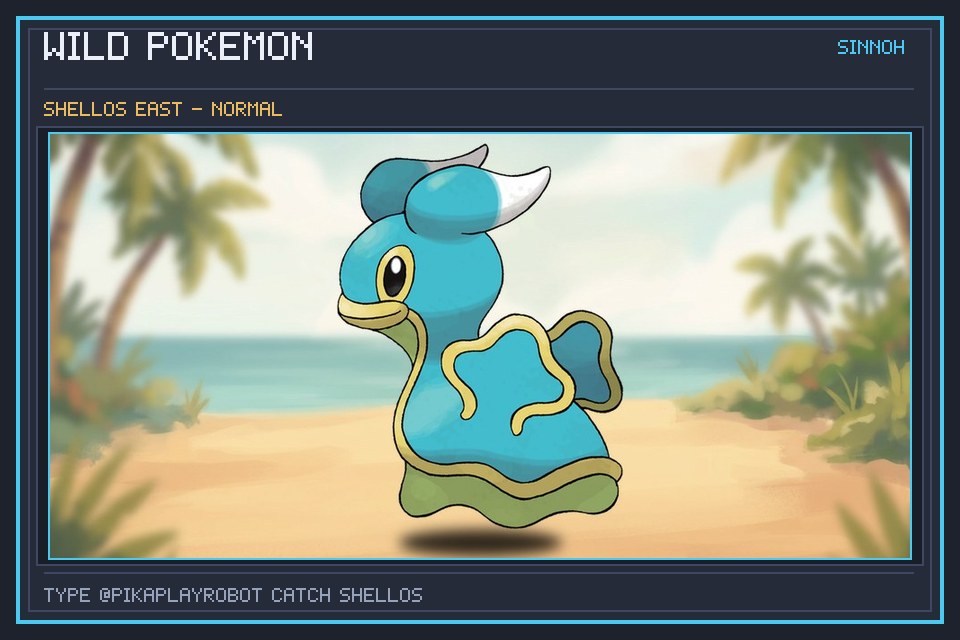 WILD POKEMON
SINNOH
SHELLOS EAST - NORMAL
TYPE @PIKAPLAYROBOT CATCH SHELLOS